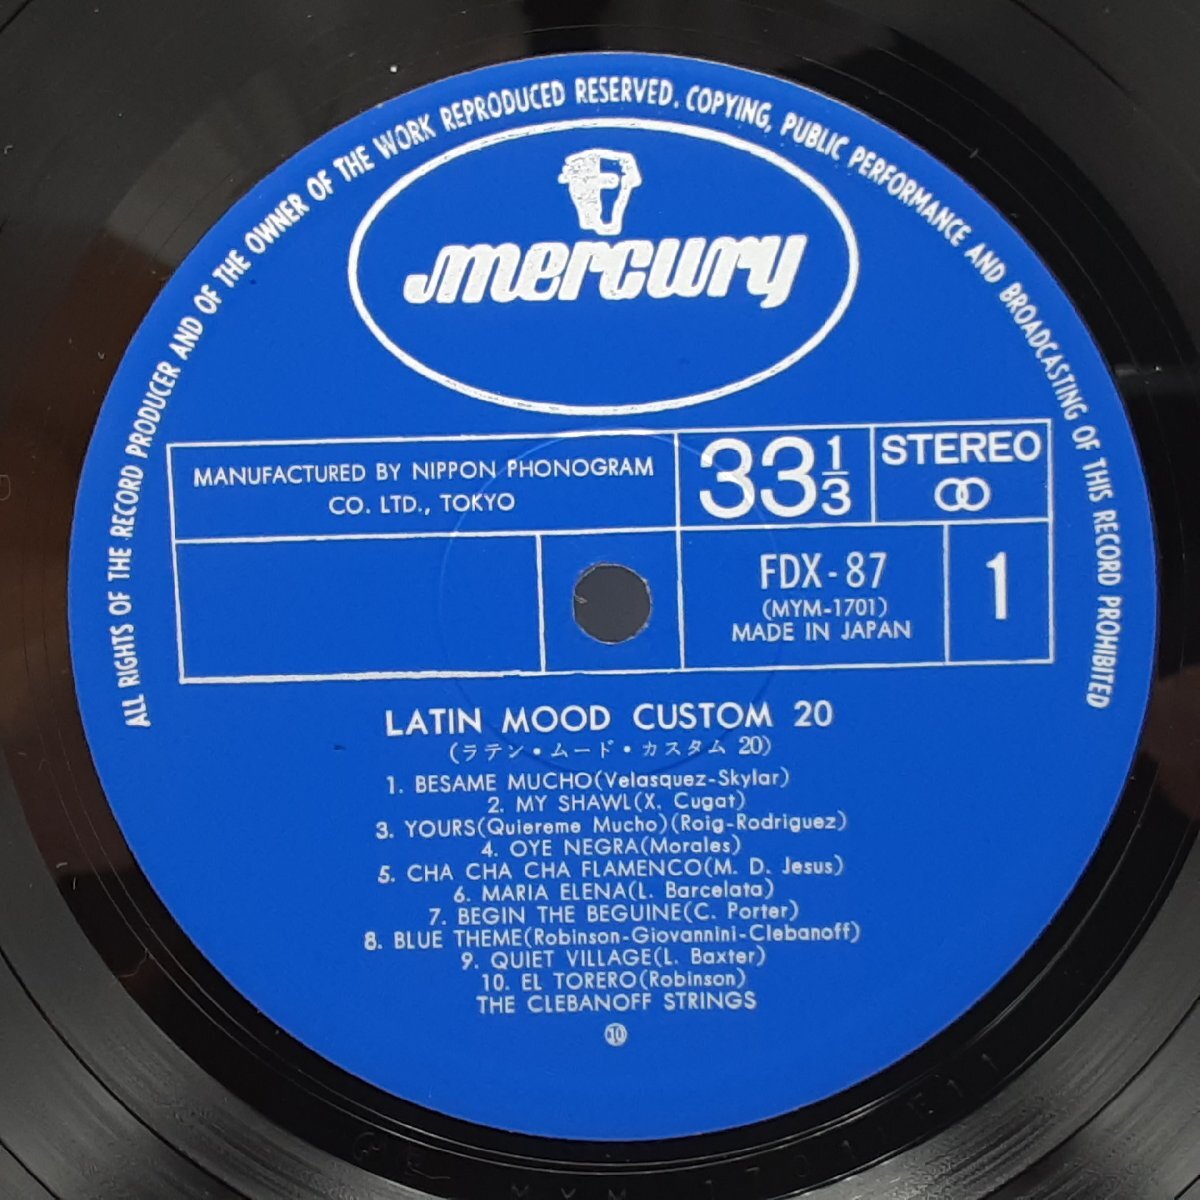 ALL RIGHTS OF THE RECORD PRODUCER AND OF THE OWNER OF THE WORK REPRODUCED RESERVED. COPYING, PUBLIC PERFORMANCE AND BROADCASTING OF THIS RECORD PROHIBITED
mercury
MANUFACTURED BY NIPPON PHONOGRAM
CO. LTD., TOKYO
33 1/3
STEREO
FDX-87
(MYM-1701)
MADE IN JAPAN
1
LATIN MOOD CUSTOM 20
(ラテン・ムード・カスタム 20)
1. BESAME MUCHO(Velasquez-Skylar)
2. MY SHAWL(X. Cugat)
3. YOURS(Quiereme Mucho)(Roig-Rodriguez)
4. OYE NEGRA(Morales)
5. CHA CHA CHA FLAMENCO(M. D. Jesus)
6. MARIA ELENA(L. Barcelata)
7. BEGIN THE BEGUINE(C. Porter)
8. BLUE THEME(Robinson-Giovannini-Clebanoff)
9. QUIET VILLAGE(L. Baxter)
10. EL TORERO(Robinson)
THE CLEBANOFF STRINGS
10